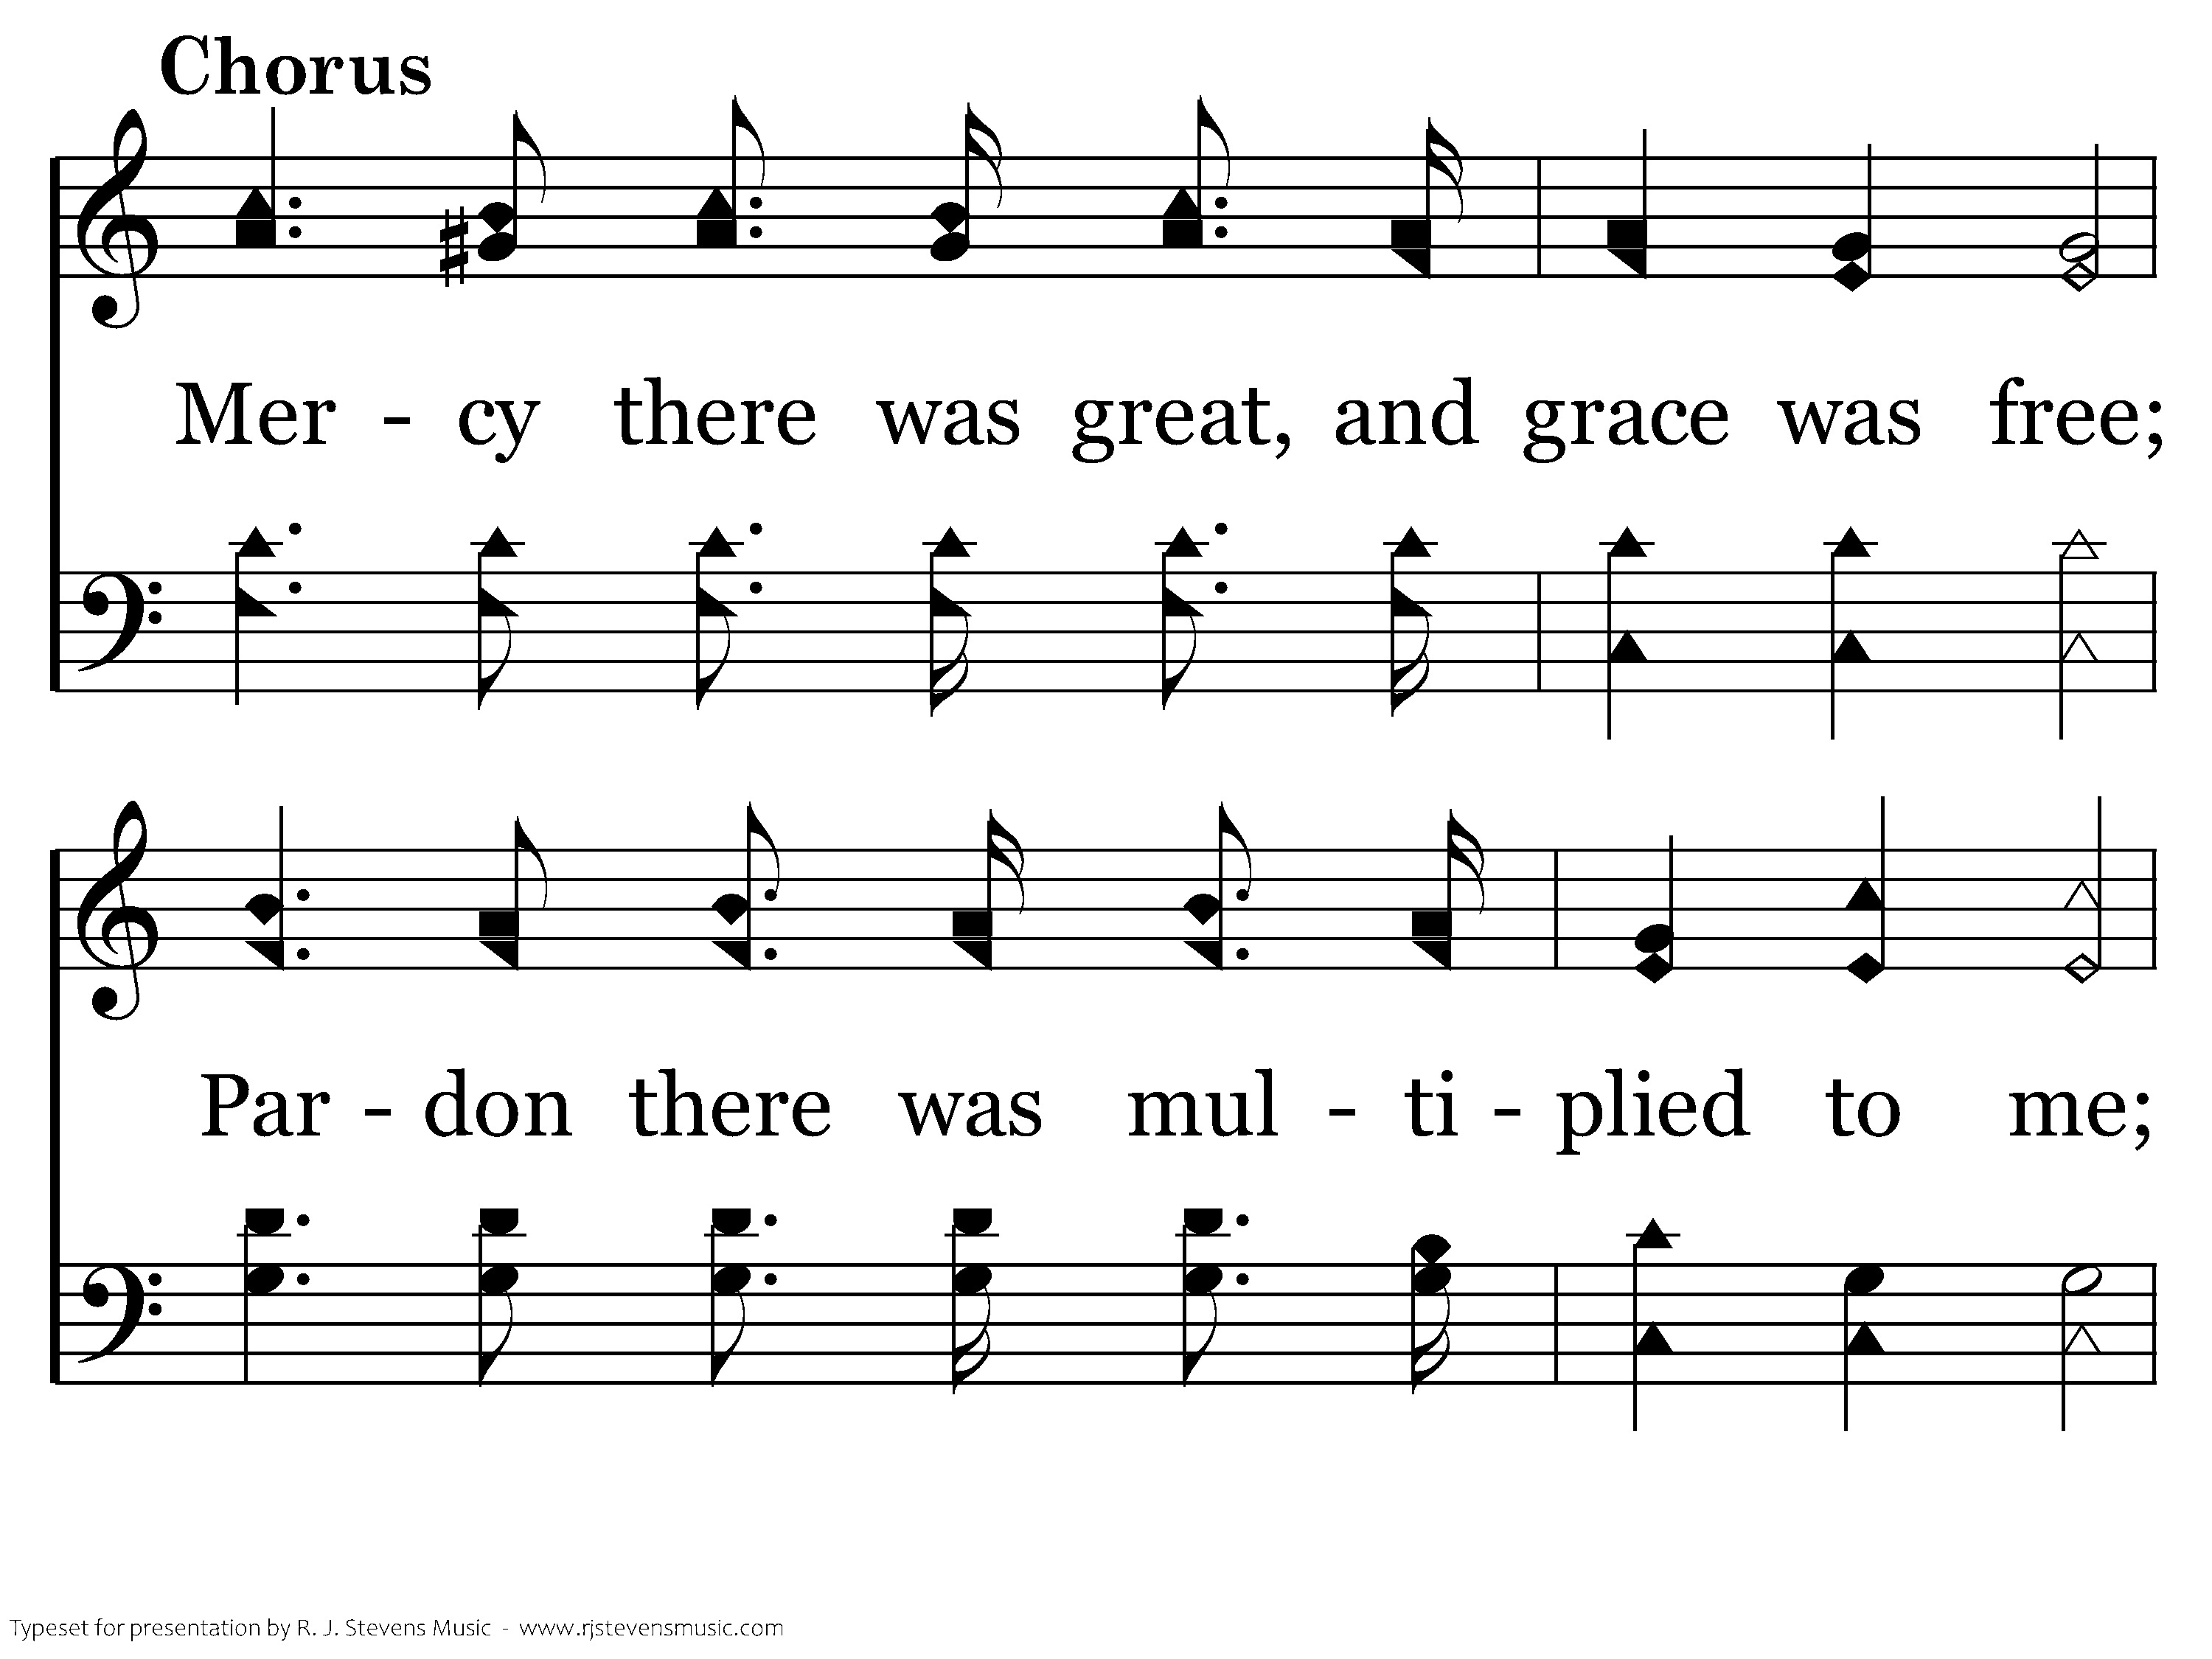 Chorus
Mer - cy there was great, and grace was free;
Par - don there was mul - ti - plied to me;
Typeset for presentation by R. J. Stevens Music - www.rjstevensmusic.com